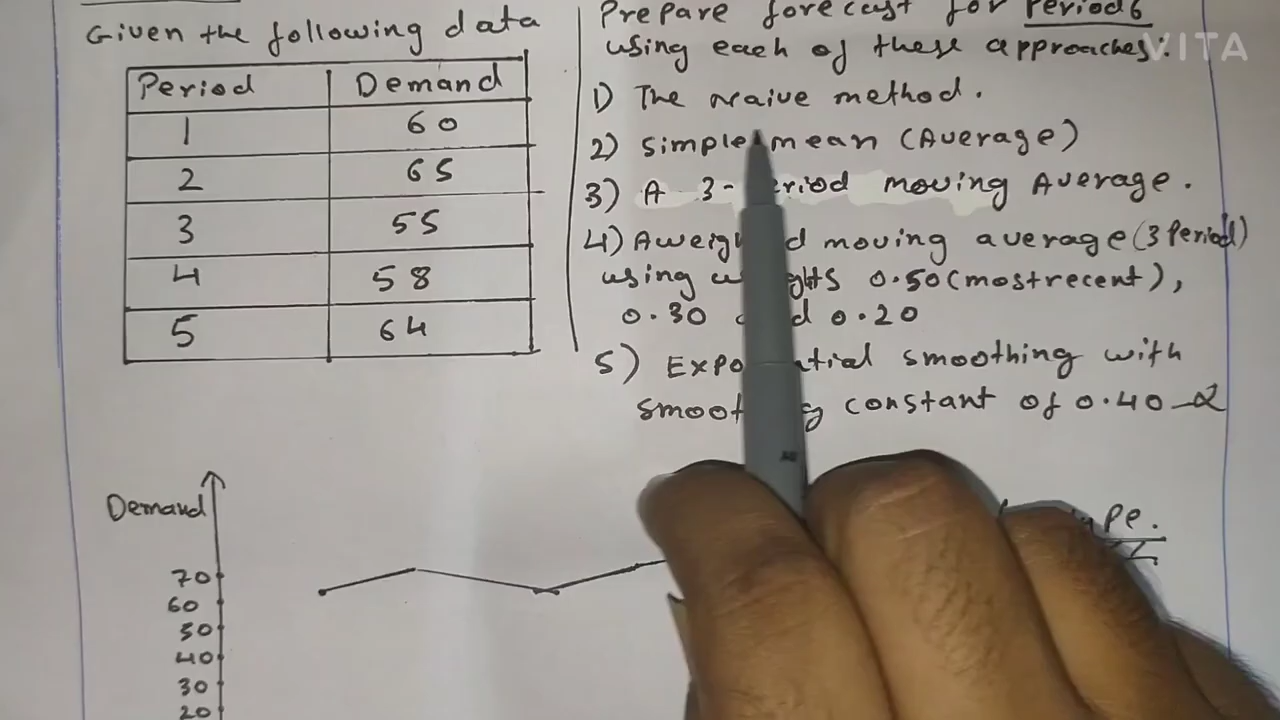 Given the following data
Period Demand
1 60
2 65
3 55
4 58
5 64
Prepare forecast for Period 6
using each of these approaches:
1) The naive method.
2) Simple mean (Average)
3) A 3- moving Average.
4) A moving average (3 Period)
using 0.50 (most recent),
0.30 0.20
5) smoothing with
constant of 0.40 α
Demand
70
60
50
40
30
20
VITA